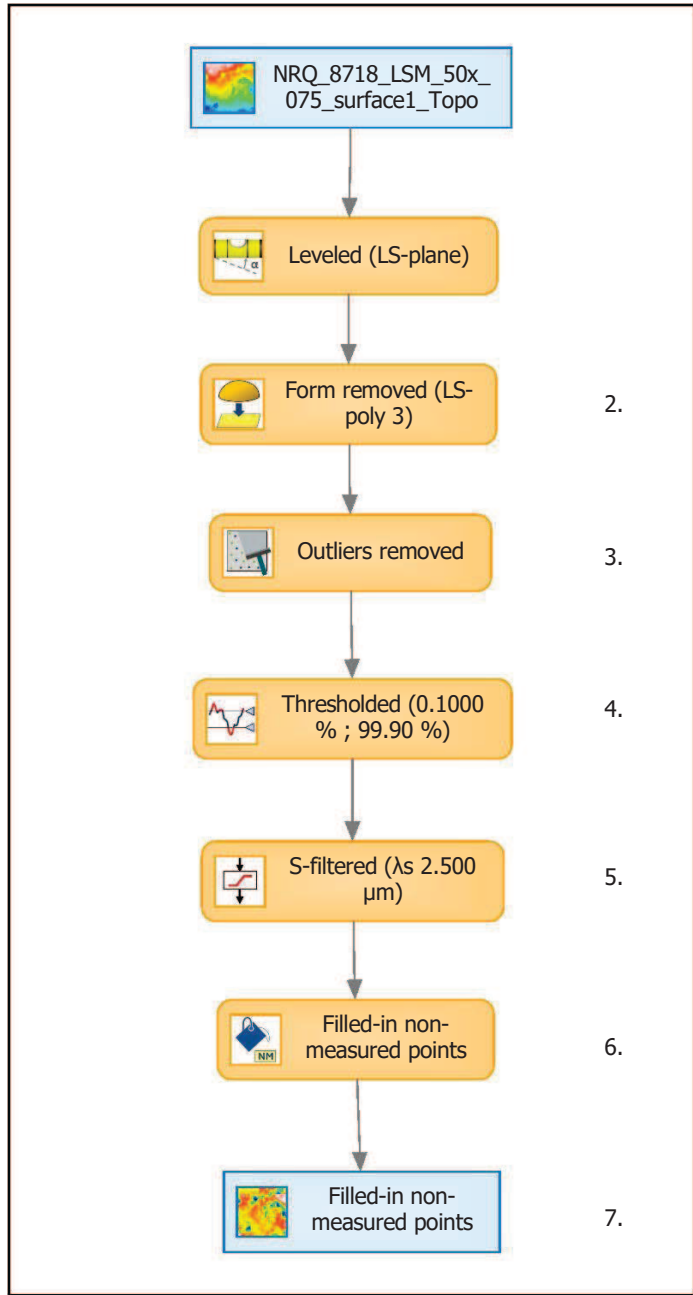 NRQ_8718_LSM_50x_
075_surface1_Topo
α
Leveled (LS-plane)
Form removed (LS-
poly 3)
2.
Outliers removed
3.
Thresholded (0.1000
% ; 99.90 %)
4.
S-filtered (λs 2.500
µm)
5.
NM
Filled-in non-
measured points
6.
Filled-in non-
measured points
7.